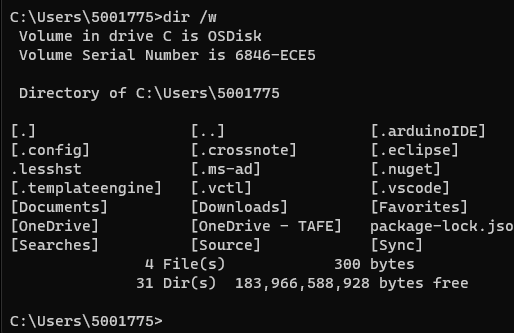 C:\Users\5001775>dir /w
Volume in drive C is OSDisk
Volume Serial Number is 6846-ECE5
Directory of C:\Users\5001775
[.] [..] [.arduinoIDE]
[.config] [.crossnote] [.eclipse]
.lesshst [.ms-ad] [.nuget]
[.templateengine] [.vctl] [.vscode]
[Documents] [Downloads] [Favorites]
[OneDrive] [OneDrive - TAFE] package-lock.jso
[Searches] [Source] [Sync]
4 File(s) 300 bytes
31 Dir(s) 183,966,588,928 bytes free
C:\Users\5001775>